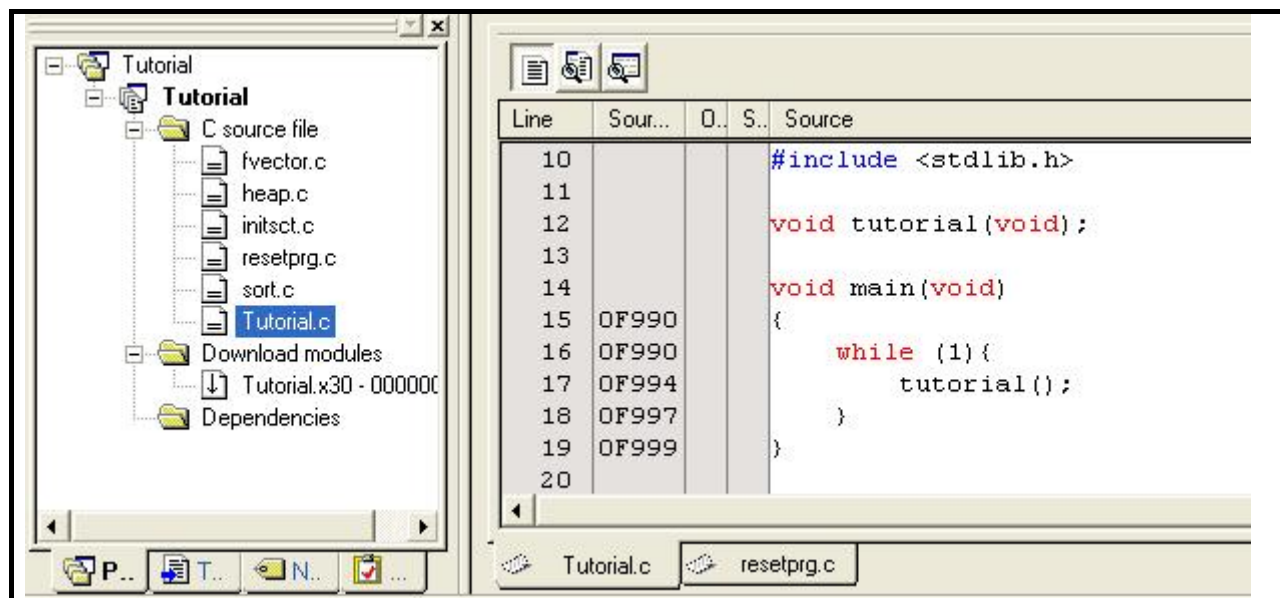 Tutorial
Tutorial
C source file
fvector.c
heap.c
initsct.c
resetprg.c
sort.c
Tutorial.c
Download modules
Tutorial.x30 - 000000
Dependencies
P.. T.. N.. ...
Line Sour... O.. S.. Source
10 #include <stdlib.h>
11
12 void tutorial(void);
13
14 void main(void)
15 0F990 {
16 0F990 while (1){
17 0F994 tutorial();
18 0F997 }
19 0F999 }
20
Tutorial.c resetprg.c